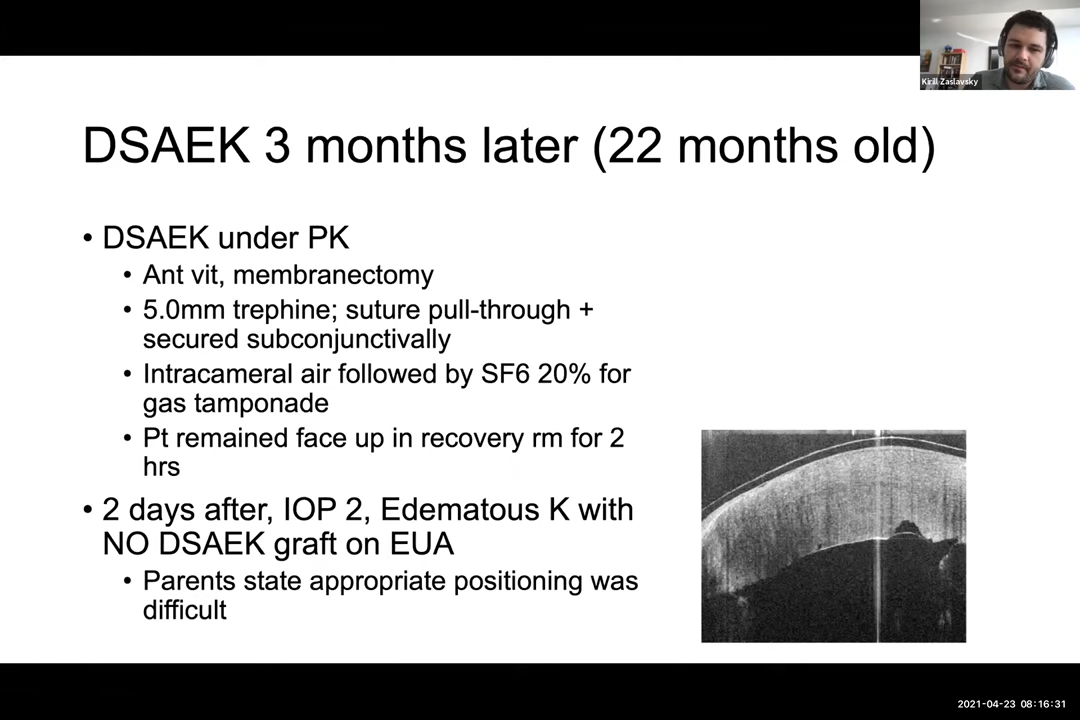 Kirill Zaslavsky
DSAEK 3 months later (22 months old)
• DSAEK under PK
• Ant vit, membranectomy
• 5.0mm trephine; suture pull-through +
secured subconjunctivally
• Intracameral air followed by SF6 20% for
gas tamponade
• Pt remained face up in recovery rm for 2
hrs
• 2 days after, IOP 2, Edematous K with
NO DSAEK graft on EUA
• Parents state appropriate positioning was
difficult
2021-04-23 08:16:31